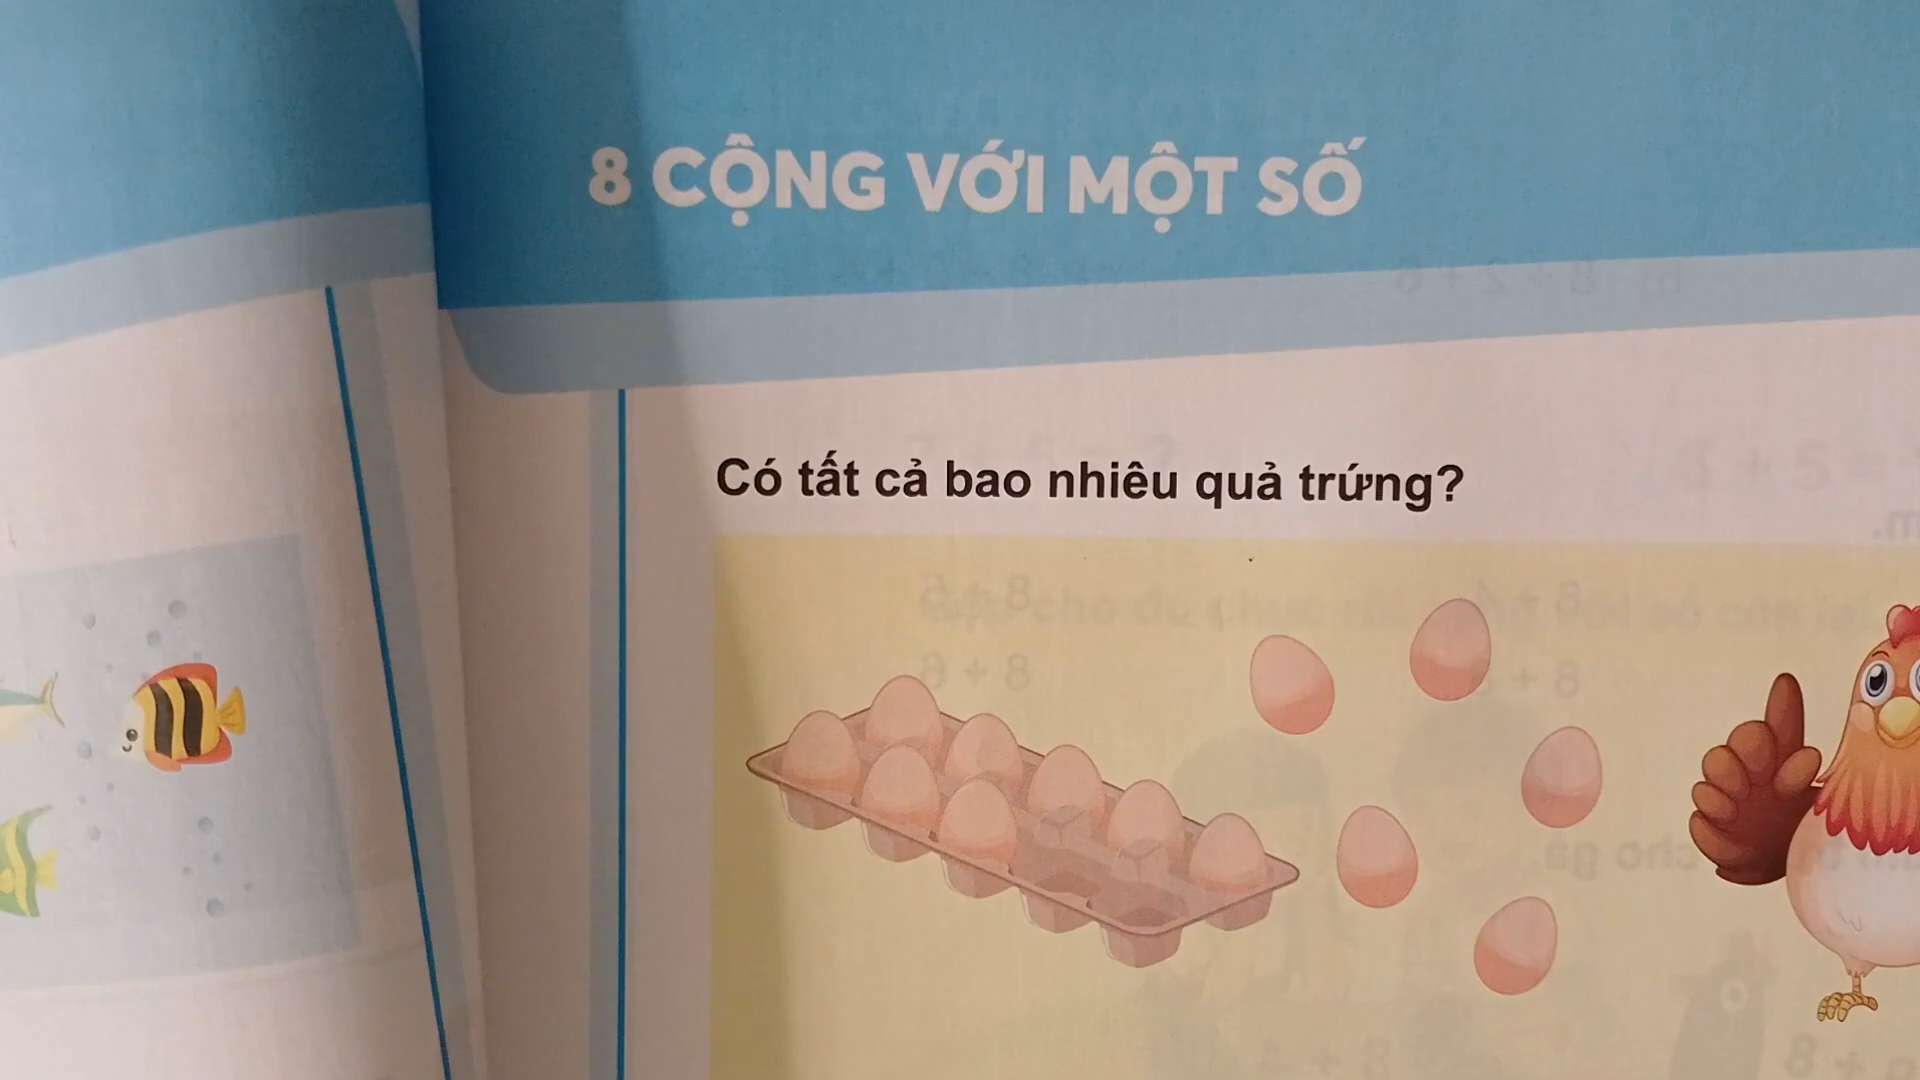 8 CỘNG VỚI MỘT SỐ
Có tất cả bao nhiêu quả trứng?